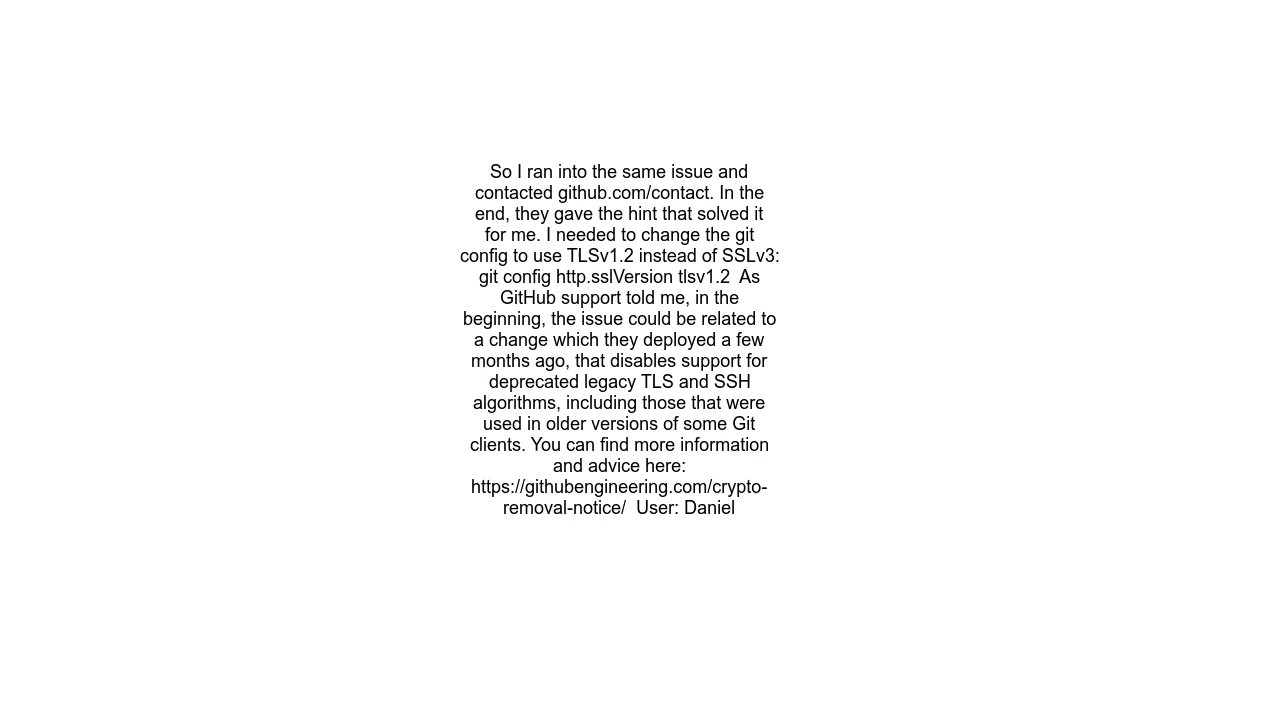 So I ran into the same issue and
contacted github.com/contact. In the
end, they gave the hint that solved it
for me. I needed to change the git
config to use TLSv1.2 instead of SSLv3:
git config http.sslVersion tlsv1.2  As
GitHub support told me, in the
beginning, the issue could be related to
a change which they deployed a few
months ago, that disables support for
deprecated legacy TLS and SSH
algorithms, including those that were
used in older versions of some Git
clients. You can find more information
and advice here:
https://githubengineering.com/crypto-
removal-notice/  User: Daniel